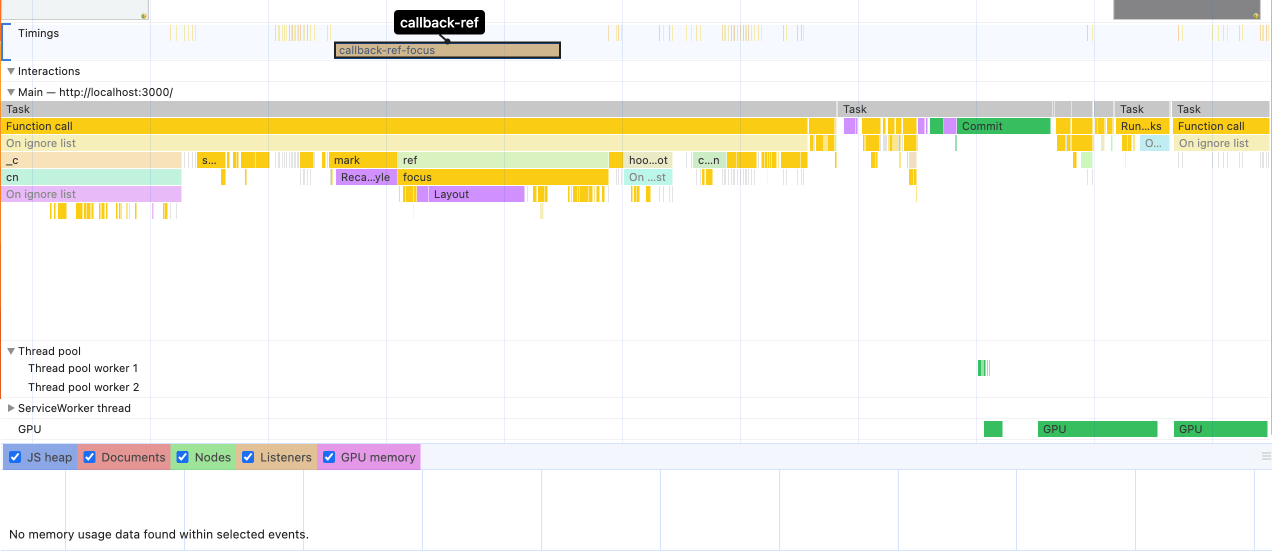 callback-ref
Timings
callback-ref-focus
Interactions
Main — http://localhost:3000/
Task Task Task Task
Function call Commit Run...ks Function call
On ignore list O... On ignore list
_c s... mark ref hoo...ot c...n
cn Reca...yle focus On ...st
On ignore list Layout
Thread pool
Thread pool worker 1
Thread pool worker 2
ServiceWorker thread
GPU GPU GPU
JS heap Documents Nodes Listeners GPU memory
No memory usage data found within selected events.